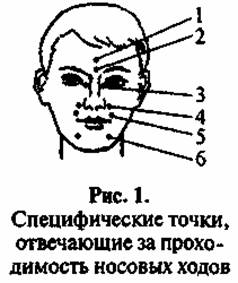 1
2
3
4
5
6
Рис. 1.
Специфические точки,
отвечающие за прохо-
димость носовых ходов